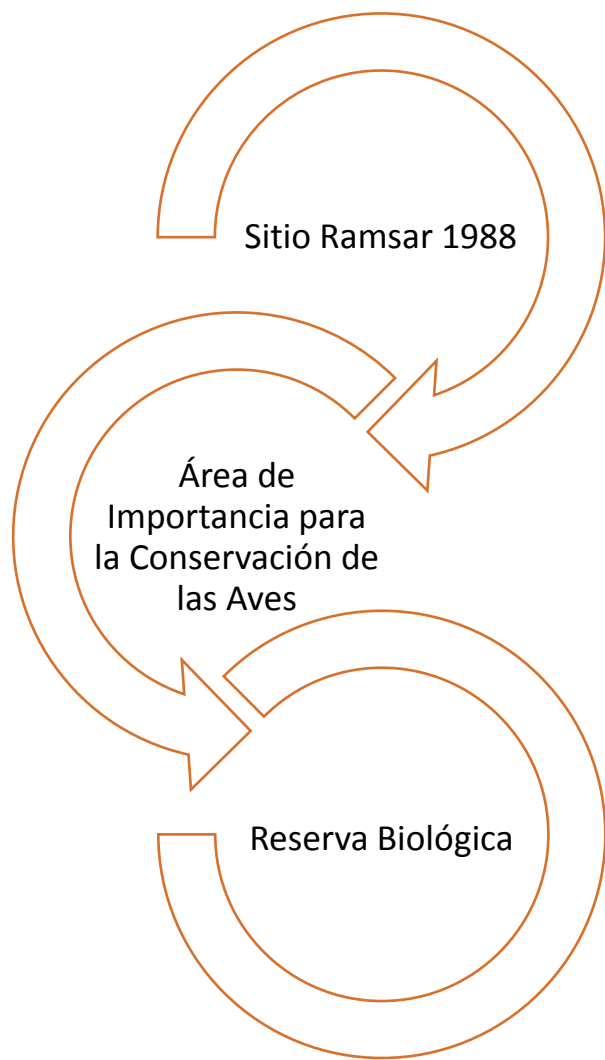 Sitio Ramsar 1988
Área de
Importancia para
la Conservación de
las Aves
Reserva Biológica